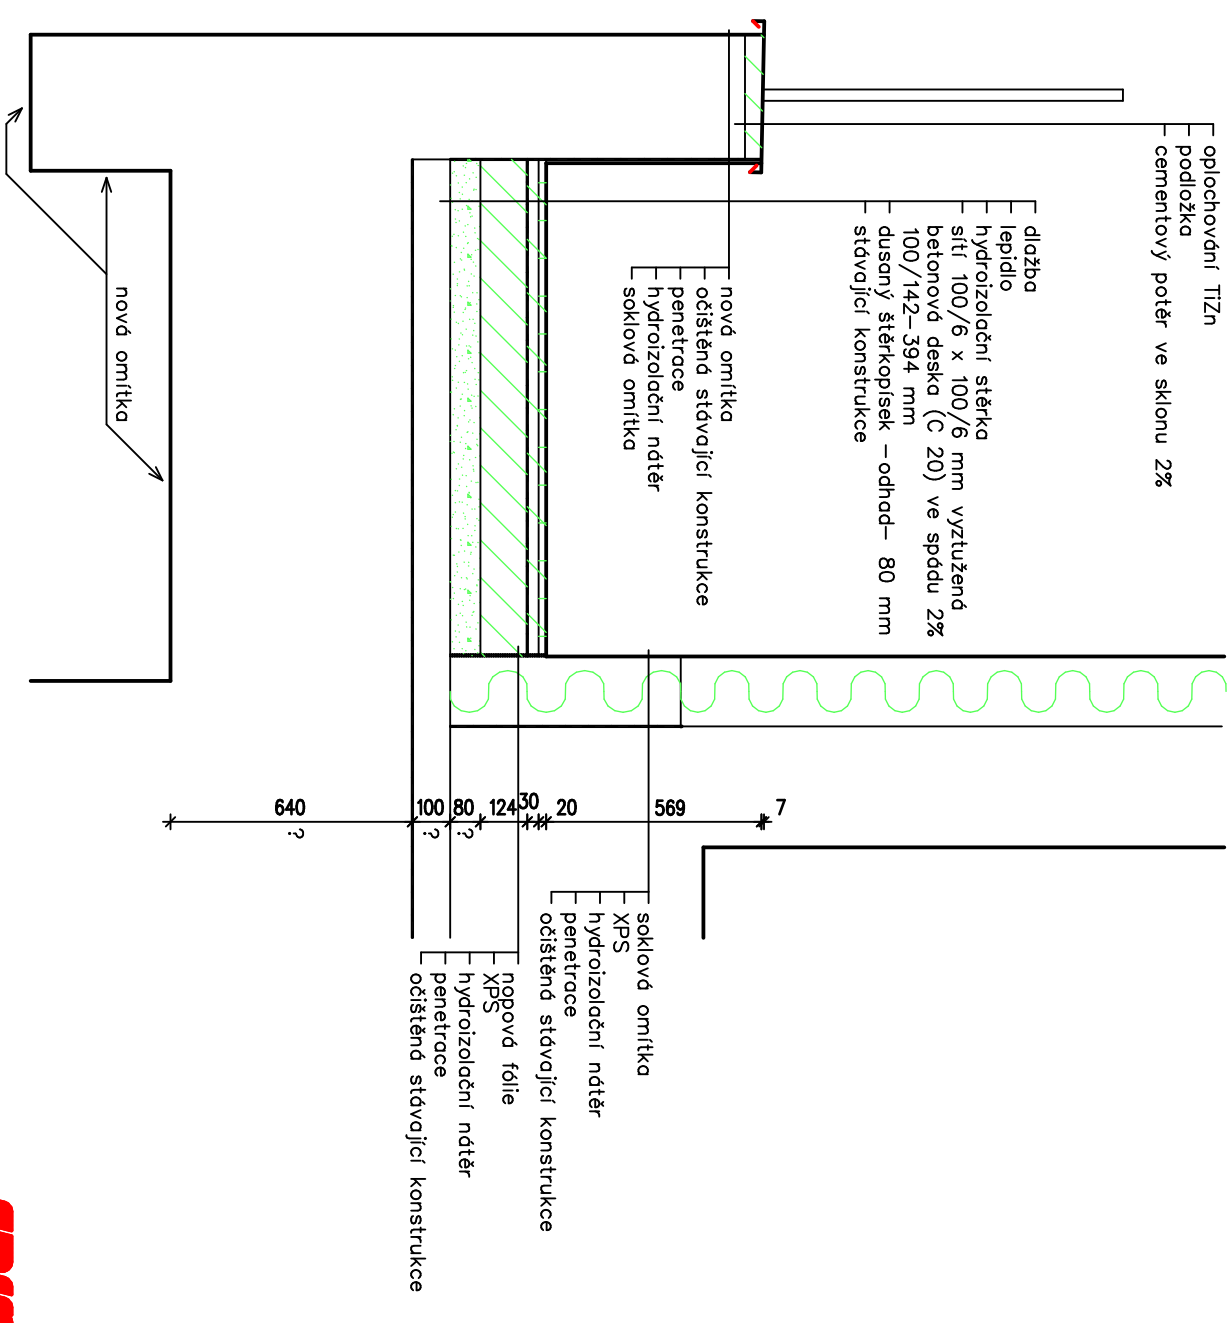 oplochování TiZn
podložka
cementový potěr ve sklonu 2%
dlažba
lepidlo
hydroizolační stěrka
sítí 100/6 x 100/6 mm vyztužená
betonová deska (C 20) ve spádu 2%
100/142-394 mm
dusaný štěrkopísek -odhad- 80 mm
stávající konstrukce
nová omítka
očištěná stávající konstrukce
penetrace
hydroizolační nátěr
soklová omítka
nová omítka
640
?
100
?
80
?
124
30
20
569
7
soklová omítka
XPS
hydroizolační nátěr
penetrace
očištěná stávající konstrukce
nopová fólie
XPS
hydroizolační nátěr
penetrace
očištěná stávající konstrukce